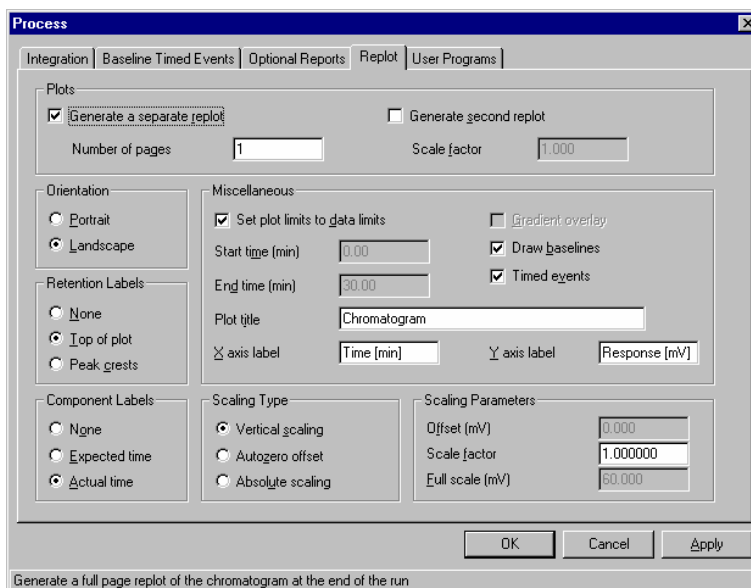 Process
Integration Baseline Timed Events Optional Reports Replot User Programs
Plots
Generate a separate replot Generate second replot
Number of pages 1 Scale factor 1.000
Orientation
Portrait
Landscape
Miscellaneous
Set plot limits to data limits Gradient overlay
Start time (min) 0.00 Draw baselines
End time (min) 30.00 Timed events
Plot title Chromatogram
X axis label Time [min] Y axis label Response [mV]
Retention Labels
None
Top of plot
Peak crests
Component Labels
None
Expected time
Actual time
Scaling Type
Vertical scaling
Autozero offset
Absolute scaling
Scaling Parameters
Offset (mV) 0.000
Scale factor 1.000000
Full scale (mV) 60.000
OK Cancel Apply
Generate a full page replot of the chromatogram at the end of the run